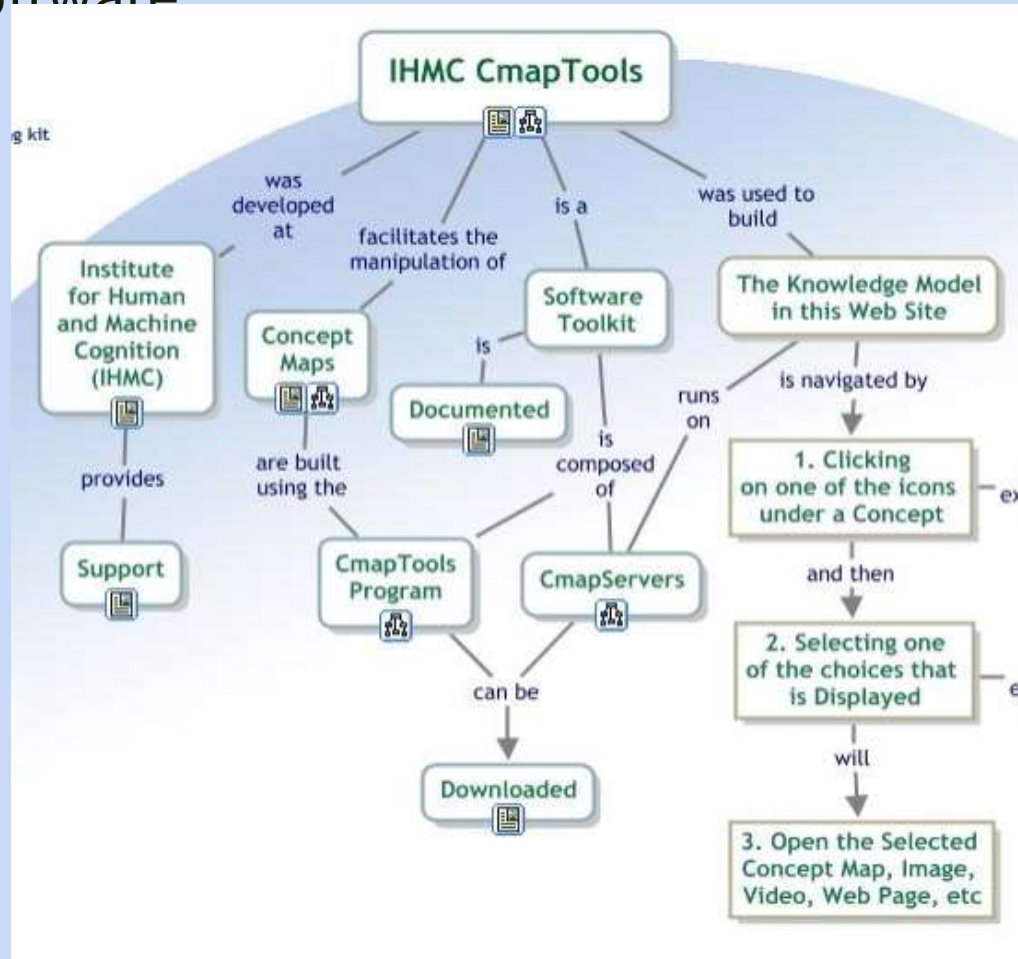 IHMC CmapTools
g kit
was
developed
at
facilitates the
manipulation of
is a
was used to
build
Institute
for Human
and Machine
Cognition
(IHMC)
Concept
Maps
Software
Toolkit
The Knowledge Model
in this Web Site
is
Documented
runs
on
is navigated by
provides
are built
using the
is
composed
of
1. Clicking
on one of the icons
under a Concept
ex
Support
CmapTools
Program
CmapServers
and then
2. Selecting one
of the choices that
is Displayed
e
can be
will
Downloaded
3. Open the Selected
Concept Map, Image,
Video, Web Page, etc